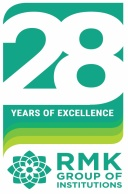 28
YEARS OF EXCELLENCE
RMK
GROUP OF
INSTITUTIONS